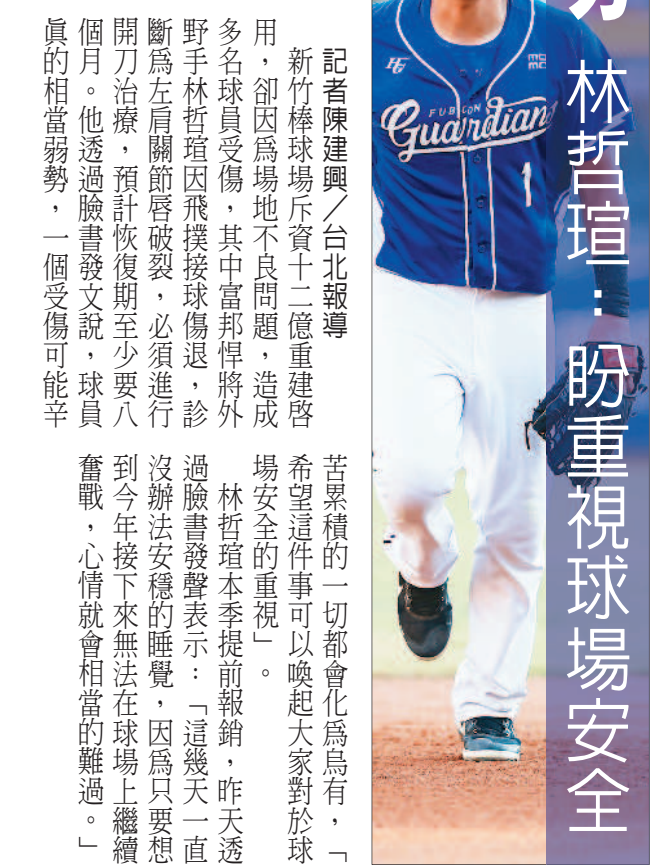 林哲瑄：盼重視球場安全
FUBON
Guardians
1
momo
記者陳建興／台北報導
新竹棒球場斥資十二億重建啓
用，卻因爲場地不良問題，造成
多名球員受傷，其中富邦悍將外
野手林哲瑄因飛撲接球傷退，診
斷爲左肩關節唇破裂，必須進行
開刀治療，預計恢復期至少要八
個月。他透過臉書發文說，球員
眞的相當弱勢，一個受傷可能辛
苦累積的一切都會化爲烏有，「
希望這件事可以喚起大家對於球
場安全的重視」。
林哲瑄本季提前報銷，昨天透
過臉書發聲表示：「這幾天一直
沒辦法安穩的睡覺，因爲只要想
到今年接下來無法在球場上繼續
奮戰，心情就會相當的難過。」